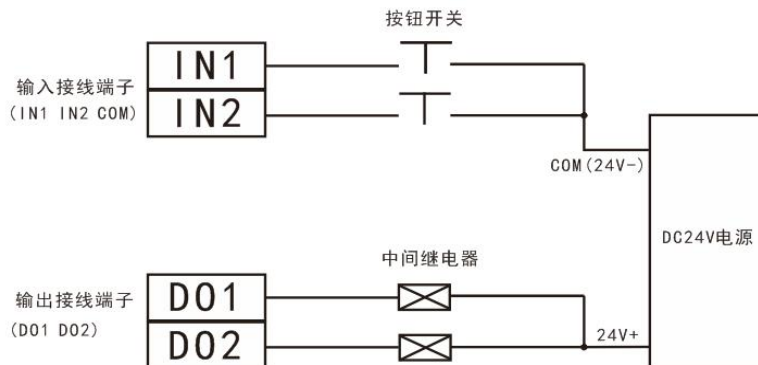 按钮开关
IN1
输入接线端子
(IN1 IN2 COM)
IN2
COM(24V-)
DC24V电源
中间继电器
DO1
输出接线端子
(DO1 DO2)
24V+
DO2